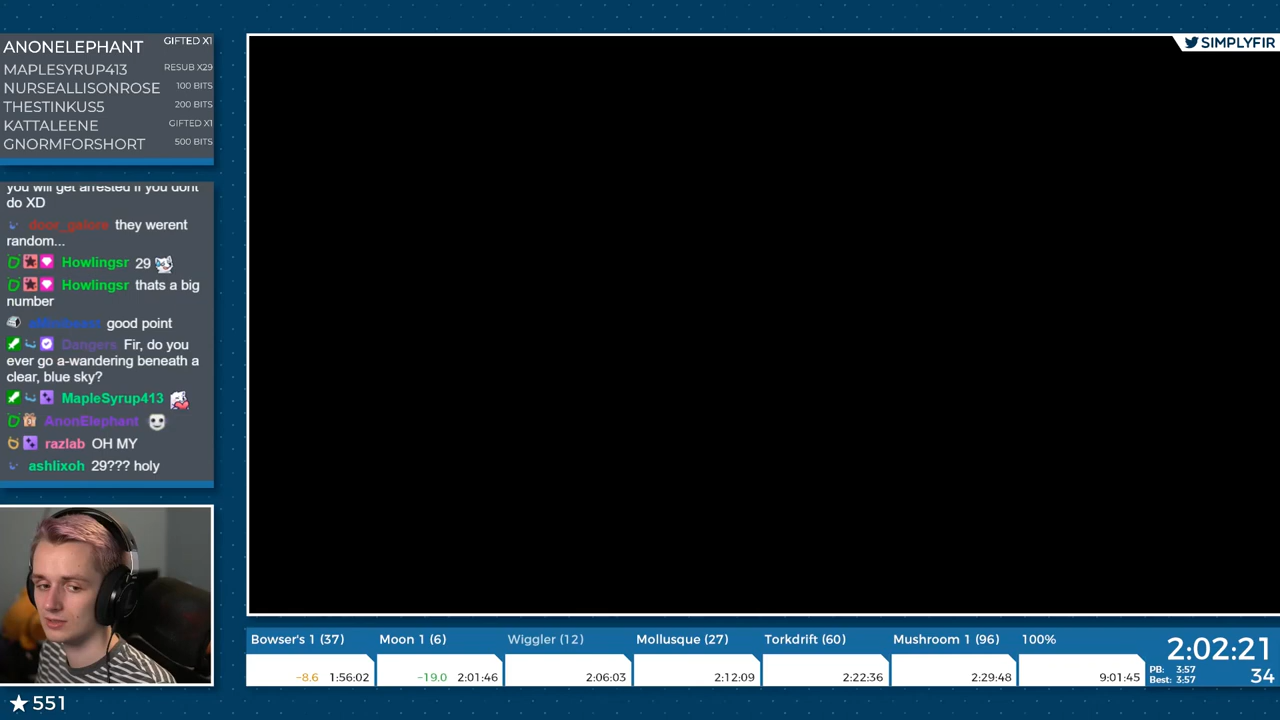 ANONELEPHANT GIFTED X1
MAPLESYRUP413 RESUB X29
NURSEALLISONROSE 100 BITS
THESTINKUS5 200 BITS
KATTALEENE GIFTED X1
GNORMFORSHORT 500 BITS
you will get arrested if you dont
do XD
door_galore they werent
random...
Howlingsr 29
Howlingsr thats a big
number
good point
Dangers Fir, do you
ever go a-wandering beneath a
clear, blue sky?
MapleSyrup413
AnonElephant
razlab OH MY
ashlixoh 29??? holy
SIMPLYFIR
Bowser's 1 (37) Moon 1 (6) Wiggler (12) Mollusque (27) Torkdrift (60) Mushroom 1 (96) 100%
−8.6 1:56:02 −19.0 2:01:46 2:06:03 2:12:09 2:22:36 2:29:48 9:01:45
2:02:21
PB: 3:57
Best: 3:57
34
551